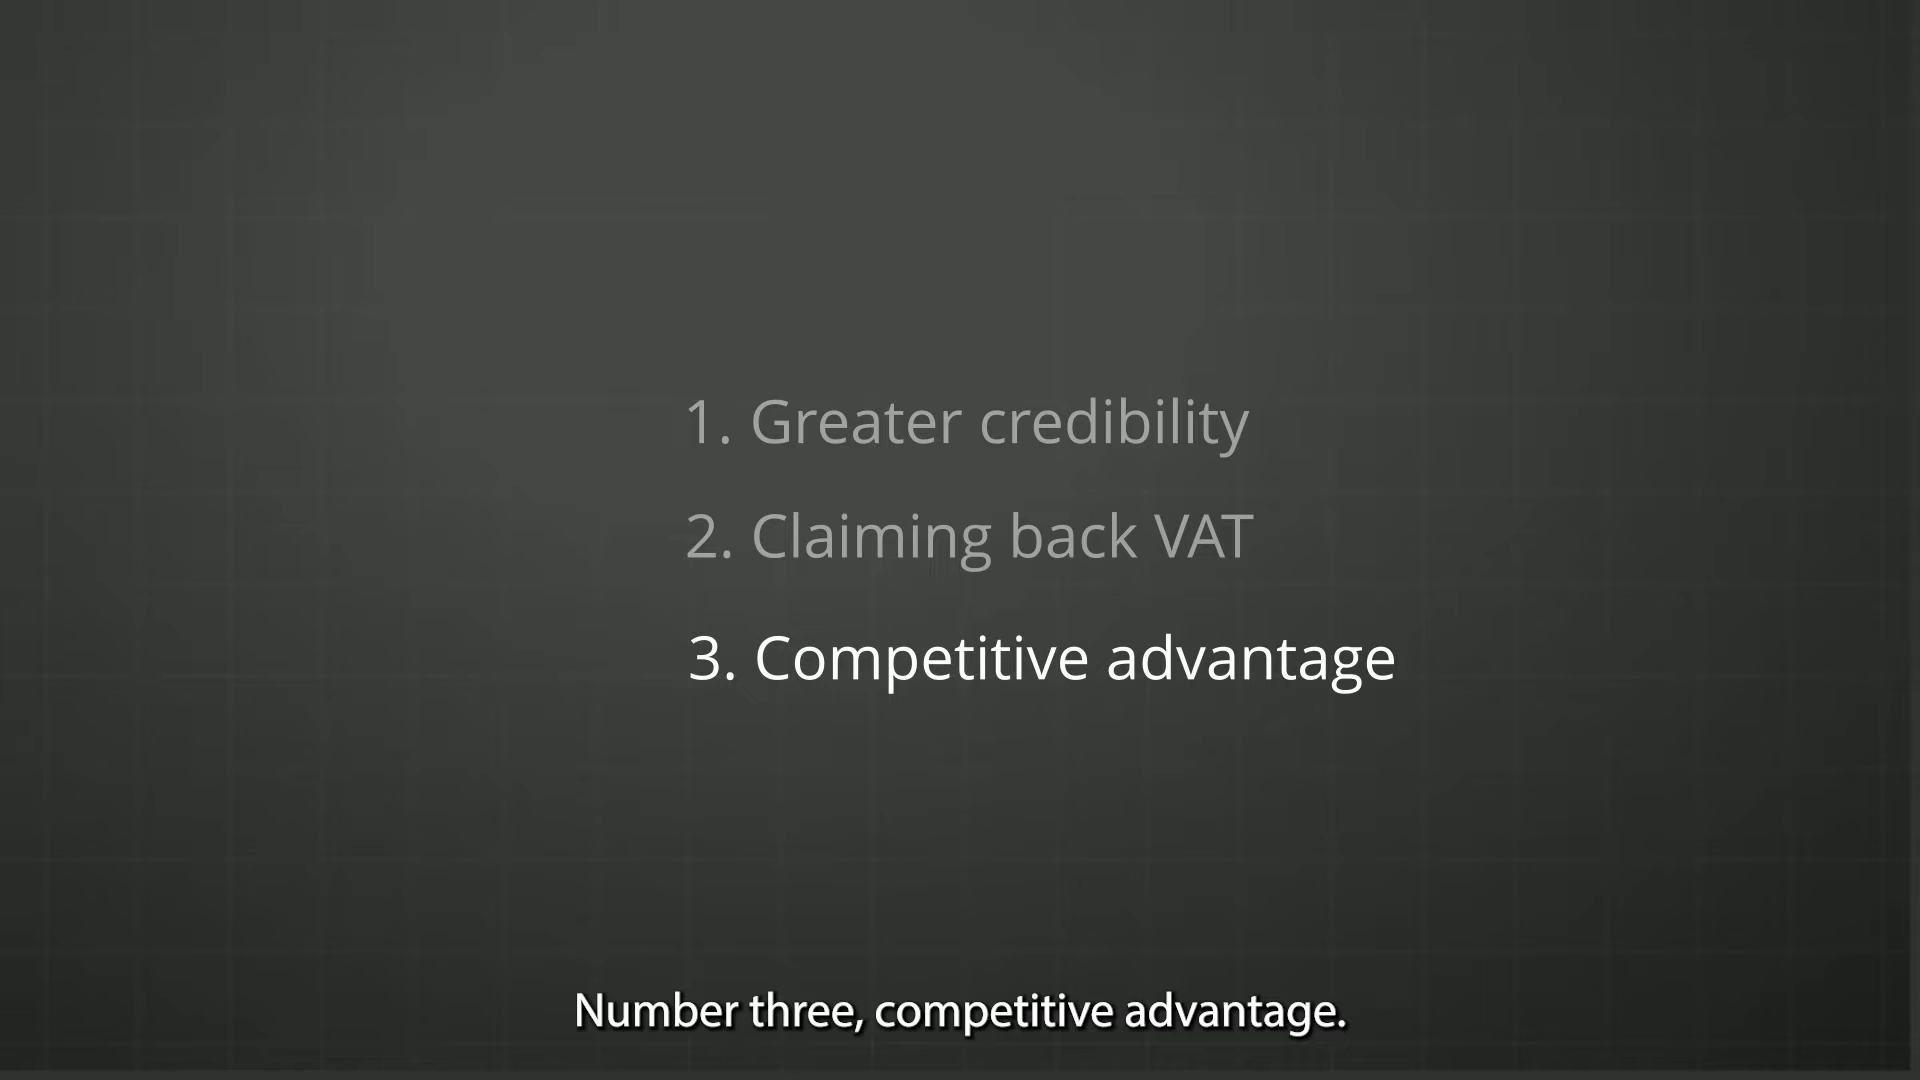 1. Greater credibility
2. Claiming back VAT
3. Competitive advantage
Number three, competitive advantage.